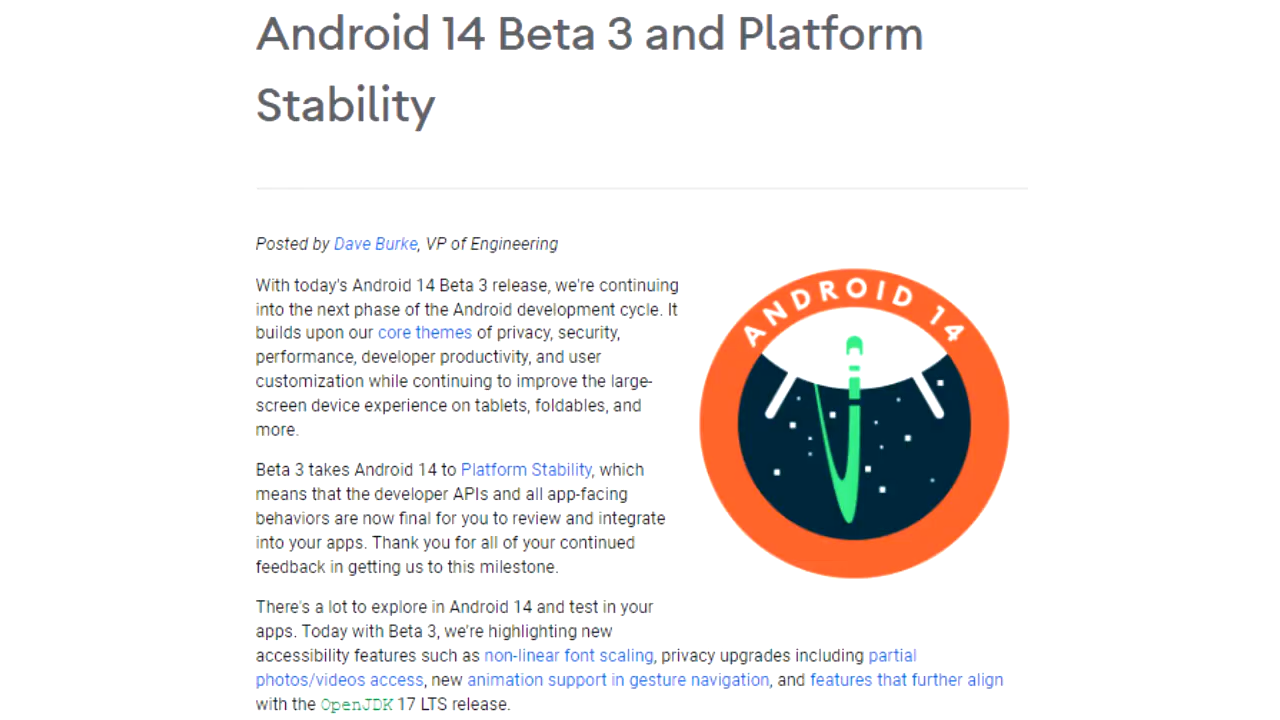 Android 14 Beta 3 and Platform
Stability
Posted by Dave Burke, VP of Engineering
With today's Android 14 Beta 3 release, we're continuing
into the next phase of the Android development cycle. It
builds upon our core themes of privacy, security,
performance, developer productivity, and user
customization while continuing to improve the large-
screen device experience on tablets, foldables, and
more.
ANDROID 14
Beta 3 takes Android 14 to Platform Stability, which
means that the developer APIs and all app-facing
behaviors are now final for you to review and integrate
into your apps. Thank you for all of your continued
feedback in getting us to this milestone.
There's a lot to explore in Android 14 and test in your
apps. Today with Beta 3, we're highlighting new
accessibility features such as non-linear font scaling, privacy upgrades including partial
photos/videos access, new animation support in gesture navigation, and features that further align
with the OpenJDK 17 LTS release.